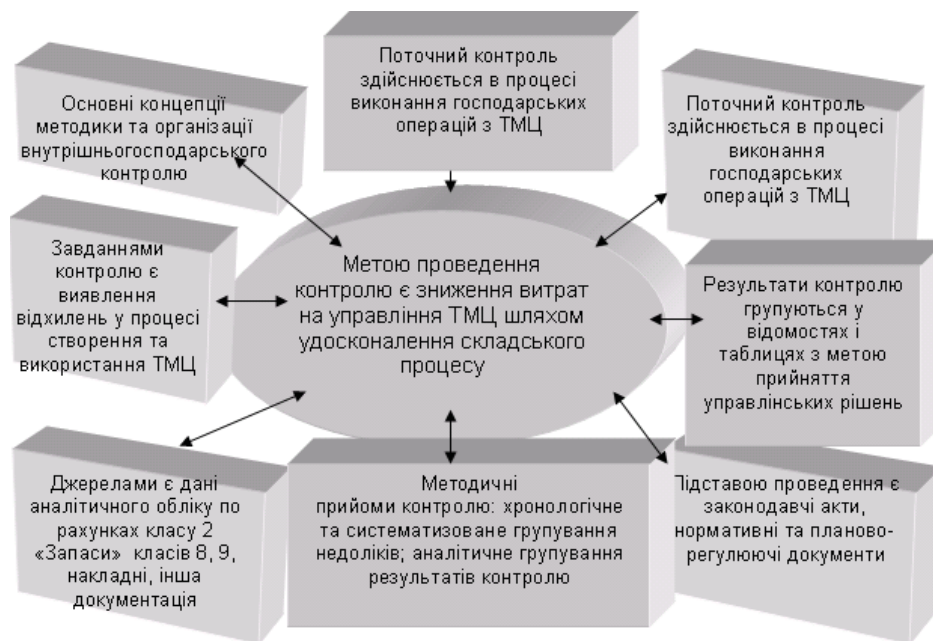 Основні концепції
методики та організації
внутрішньогосподарського
контролю
Поточний контроль
здійснюється в процесі
виконання господарських
операцій з ТМЦ
Поточний контроль
здійснюється в процесі
виконання
господарських
операцій з ТМЦ
Завданнями
контролю є
виявлення
відхилень у процесі
створення та
використання ТМЦ
Метою проведення
контролю є зниження витрат
на управління ТМЦ шляхом
удосконалення складського
процесу
Результати контролю
групуються у
відомостях і
таблицях з метою
прийняття
управлінських рішень
Джерелами є дані
аналітичного обліку по
рахунках класу 2
«Запаси» класів 8, 9,
накладні, інша
документація
Методичні
прийоми контролю: хронологічне
та систематизоване групування
недоліків; аналітичне групування
результатів контролю
Підставою проведення є
законодавчі акти,
нормативні та планово-
регулюючі документи